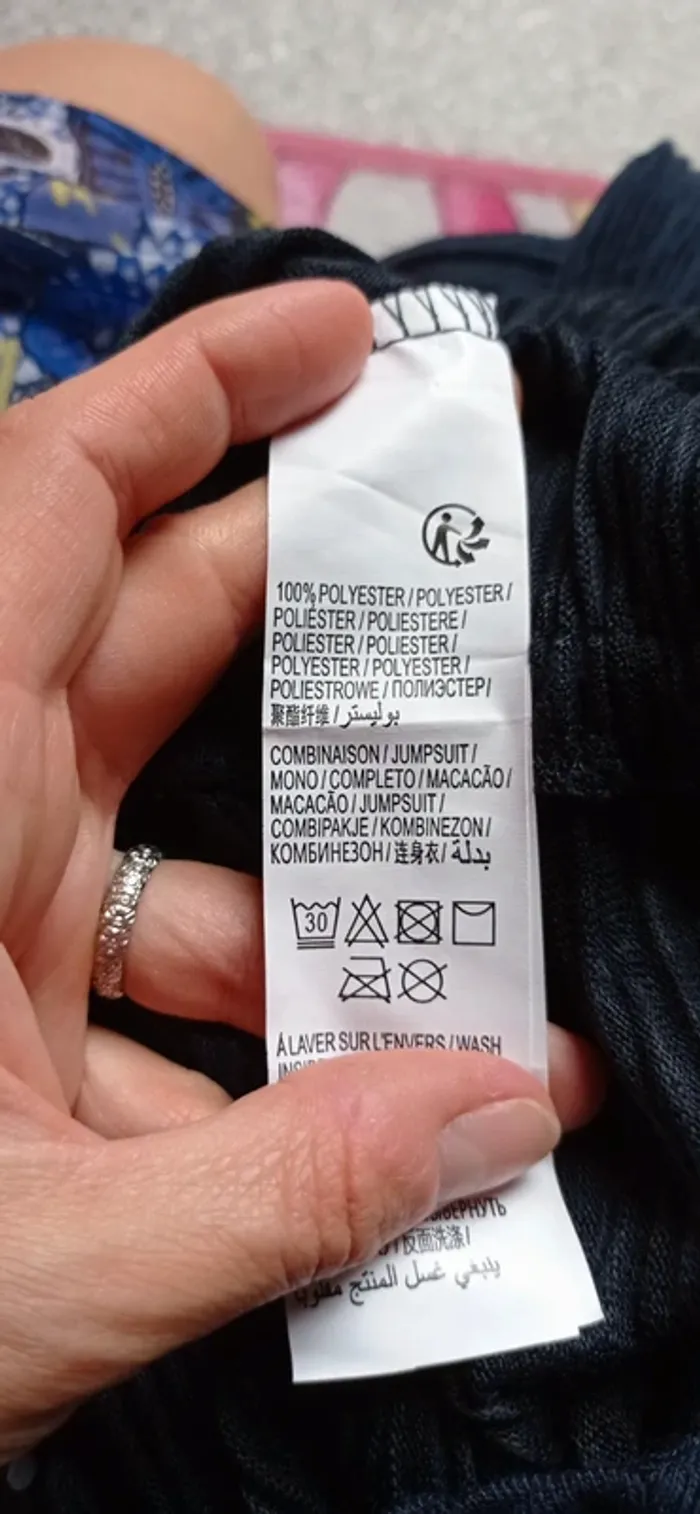 100% POLYESTER / POLYESTER /
POLIÉSTER / POLIESTERE /
POLIESTER / POLIÉSTER /
POLYESTER / POLYESTER /
POLIESTROWE / ПОЛИЭСТЕР /
聚酯纤维 / بوليستر
COMBINAISON / JUMPSUIT /
MONO / COMPLETO / MACACÃO /
MACACÃO / JUMPSUIT /
COMBIPAKJE / KOMBINEZON /
КОМБИНЕЗОН / 连身衣 / بدلة
30
À LAVER SUR L'ENVERS / WASH
反面洗涤 /
ينبغي غسل المنتج مقلوبًا